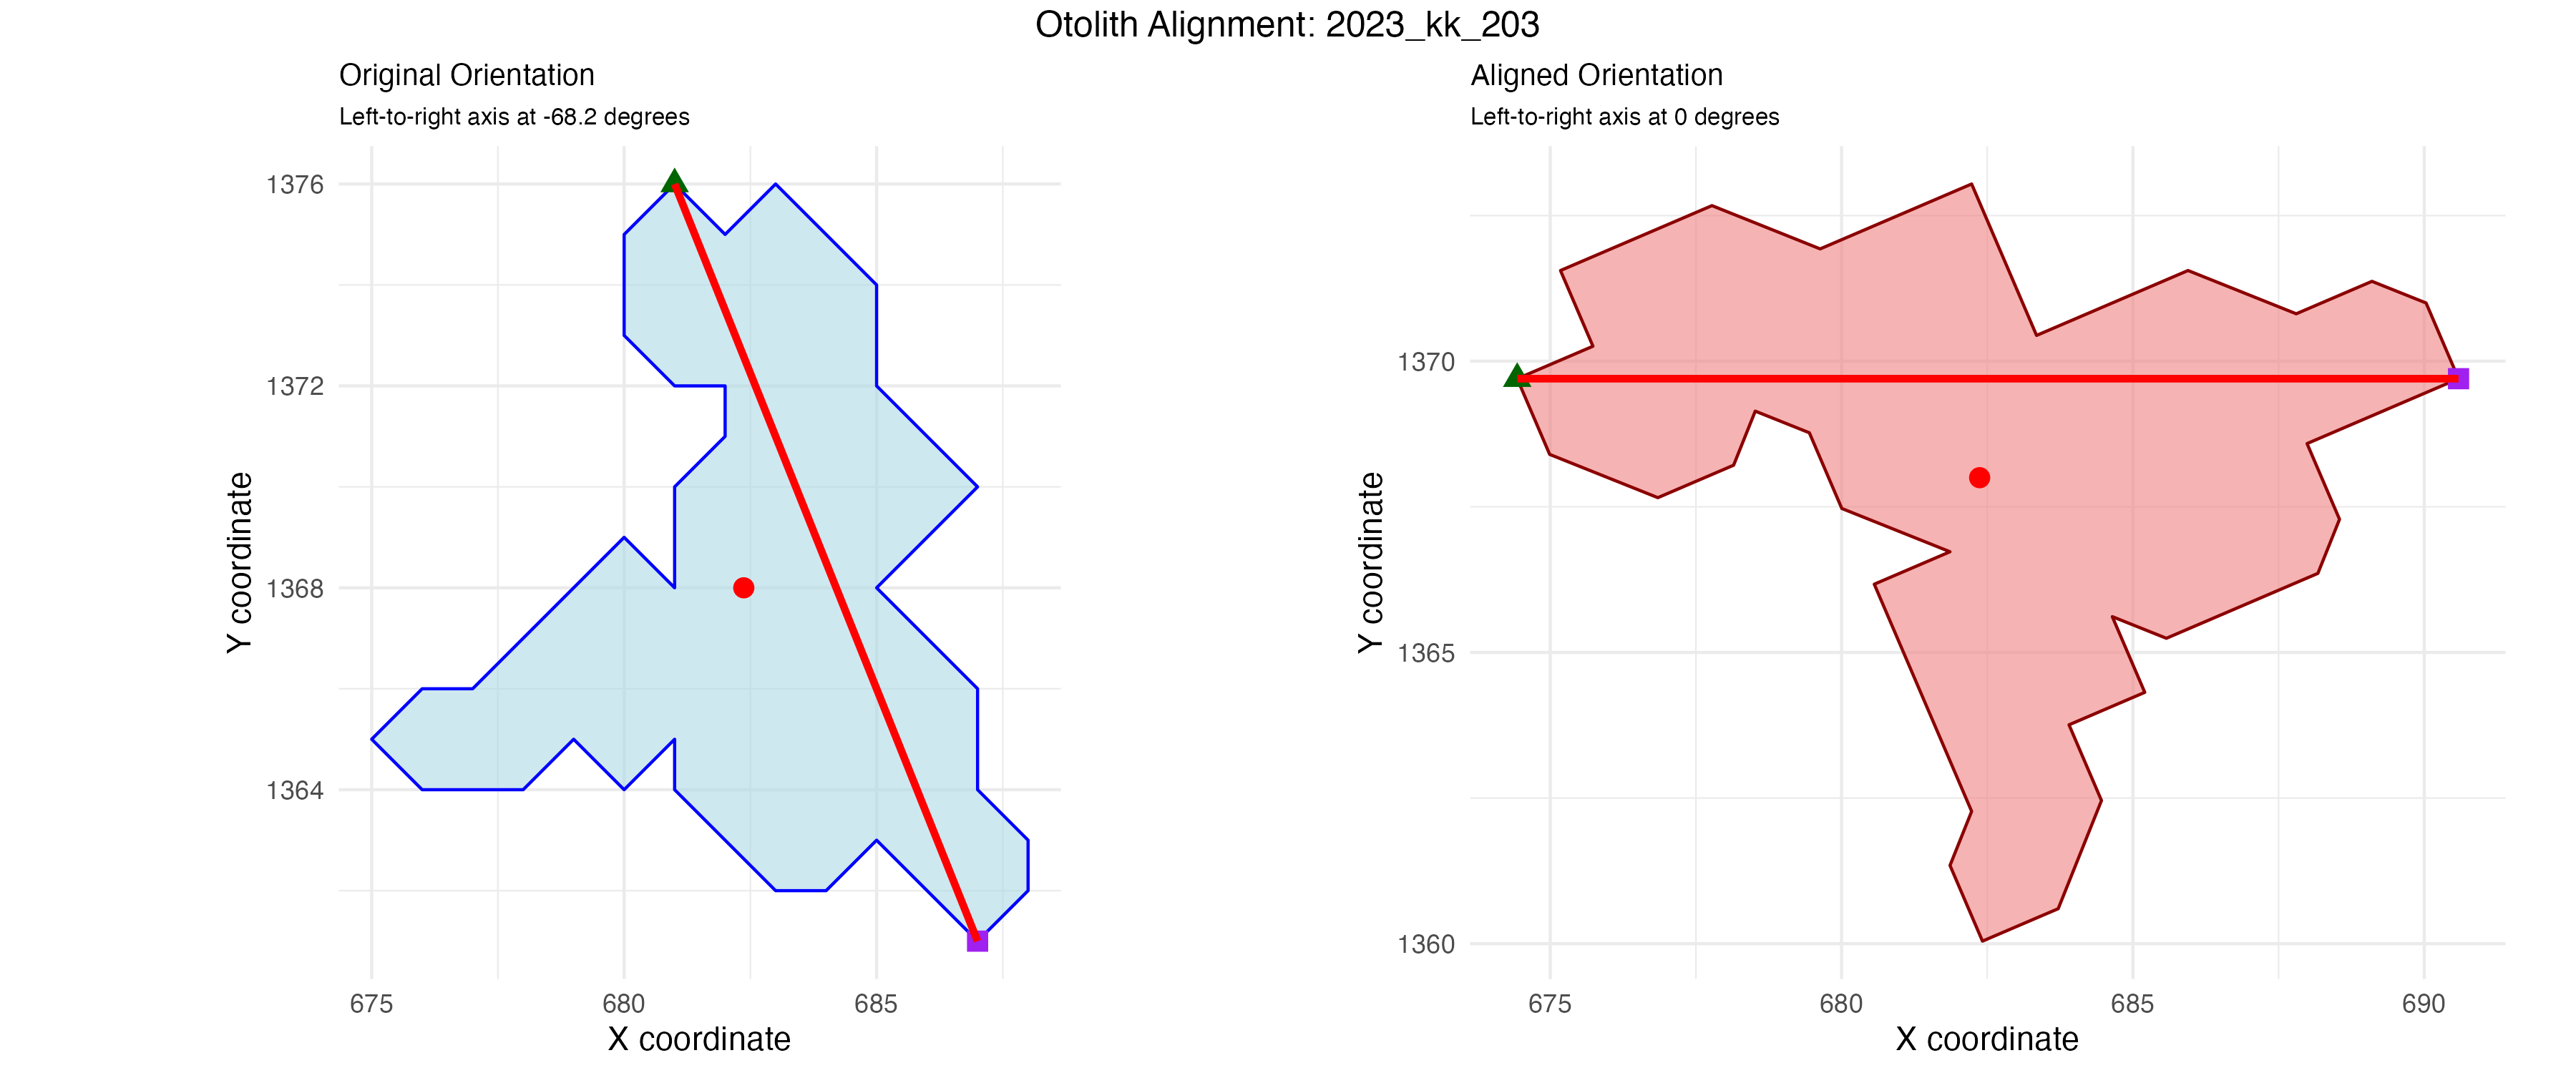 Otolith Alignment: 2023_kk_203
Original Orientation
Left-to-right axis at -68.2 degrees
1376
1372
1368
1364
Y coordinate
675
680
685
X coordinate
Aligned Orientation
Left-to-right axis at 0 degrees
1370
1365
1360
Y coordinate
675
680
685
690
X coordinate